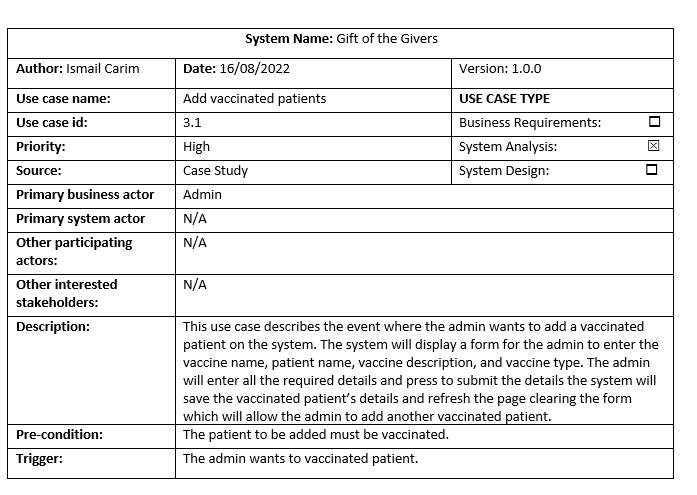 System Name: Gift of the Givers
Author: Ismail Carim Date: 16/08/2022 Version: 1.0.0
Use case name: Add vaccinated patients USE CASE TYPE
Use case id: 3.1 Business Requirements: ☐
Priority: High System Analysis: ☒
Source: Case Study System Design: ☐
Primary business actor Admin
Primary system actor N/A
Other participating N/A
actors:
Other interested N/A
stakeholders:
Description: This use case describes the event where the admin wants to add a vaccinated
patient on the system. The system will display a form for the admin to enter the
vaccine name, patient name, vaccine description, and vaccine type. The admin
will enter all the required details and press to submit the details the system will
save the vaccinated patient’s details and refresh the page clearing the form
which will allow the admin to add another vaccinated patient.
Pre-condition: The patient to be added must be vaccinated.
Trigger: The admin wants to vaccinated patient.